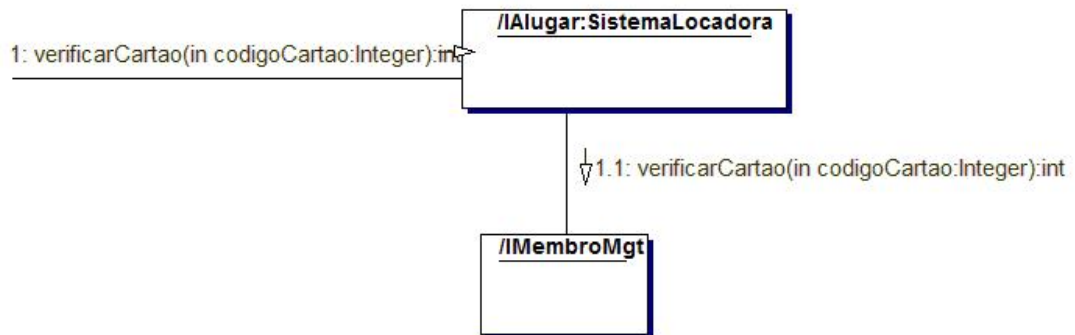 /IAlugar:SistemaLocadora
1: verificarCartao(in codigoCartao:Integer):int
1.1: verificarCartao(in codigoCartao:Integer):int
/IMembroMgt